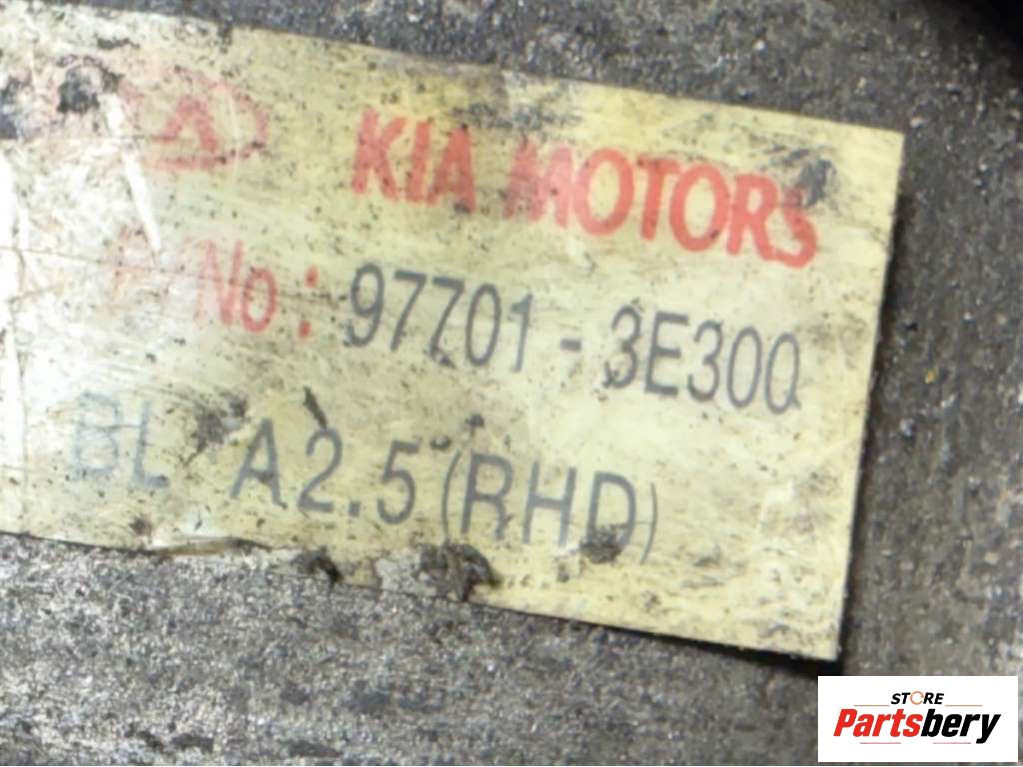 KIA MOTORS
P/No: 97701-3E300
BL A2.5 (RHD)
STORE
Partsbery